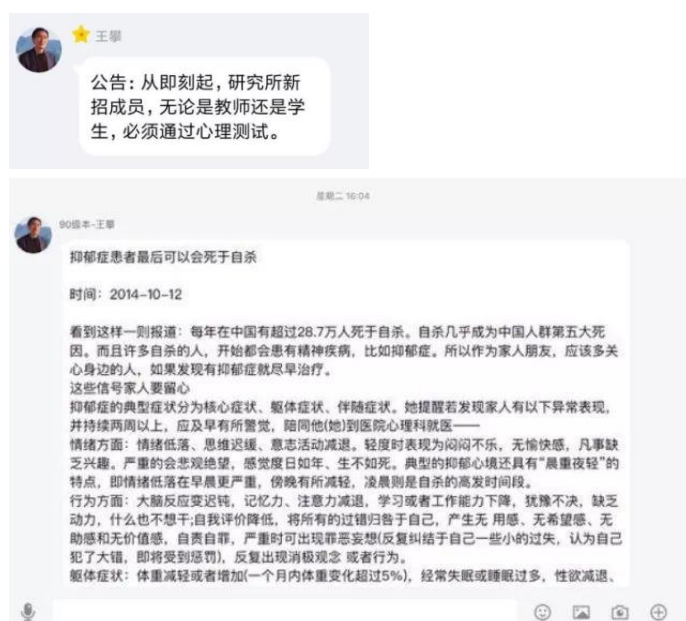 王攀
公告:从即刻起,研究所新
招成员,无论是教师还是学
生,必须通过心理测试。
星期二 16:04
90级本-王攀
抑郁症患者最后可以会死于自杀
时间:2014-10-12
看到这样一则报道:每年在中国有超过28.7万人死于自杀。自杀几乎成为中国人群第五大死
因。而且许多自杀的人,开始都会患有精神疾病,比如抑郁症。所以作为家人朋友,应该多关
心身边的人,如果发现有抑郁症就尽早治疗。
这些信号家人要留心
抑郁症的典型症状分为核心症状、躯体症状、伴随症状。她提醒若发现家人有以下异常表现,
并持续两周以上,应及早有所警觉,陪同他(她)到医院心理科就医——
情绪方面:情绪低落、思维迟缓、意志活动减退。轻度时表现为闷闷不乐,无愉快感,凡事缺
乏兴趣。严重的会悲观绝望,感觉度日如年、生不如死。典型的抑郁心境还具有“晨重夜轻”的
特点,即情绪低落在早晨更严重,傍晚有所减轻,凌晨则是自杀的高发时间段。
行为方面:大脑反应变迟钝,记忆力、注意力减退,学习或者工作能力下降,犹豫不决,缺乏
动力,什么也不想干;自我评价降低,将所有的过错归咎于自己,产生无 用感、无希望感、无
助感和无价值感,自责自罪,严重时可出现罪恶妄想(反复纠结于自己一些小的过失,认为自己
犯了大错,即将受到惩罚),反复出现消极观念 或者行为。
躯体症状:体重减轻或者增加(一个月内体重变化超过5%),经常失眠或睡眠过多,性欲减退、